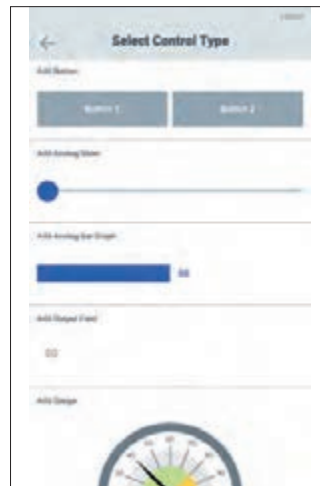 Select Control Type
Add Button
Button 1 Button 2
Add Analog Slider
Add Analog Bar Graph
Add Output Field
Add Gauge